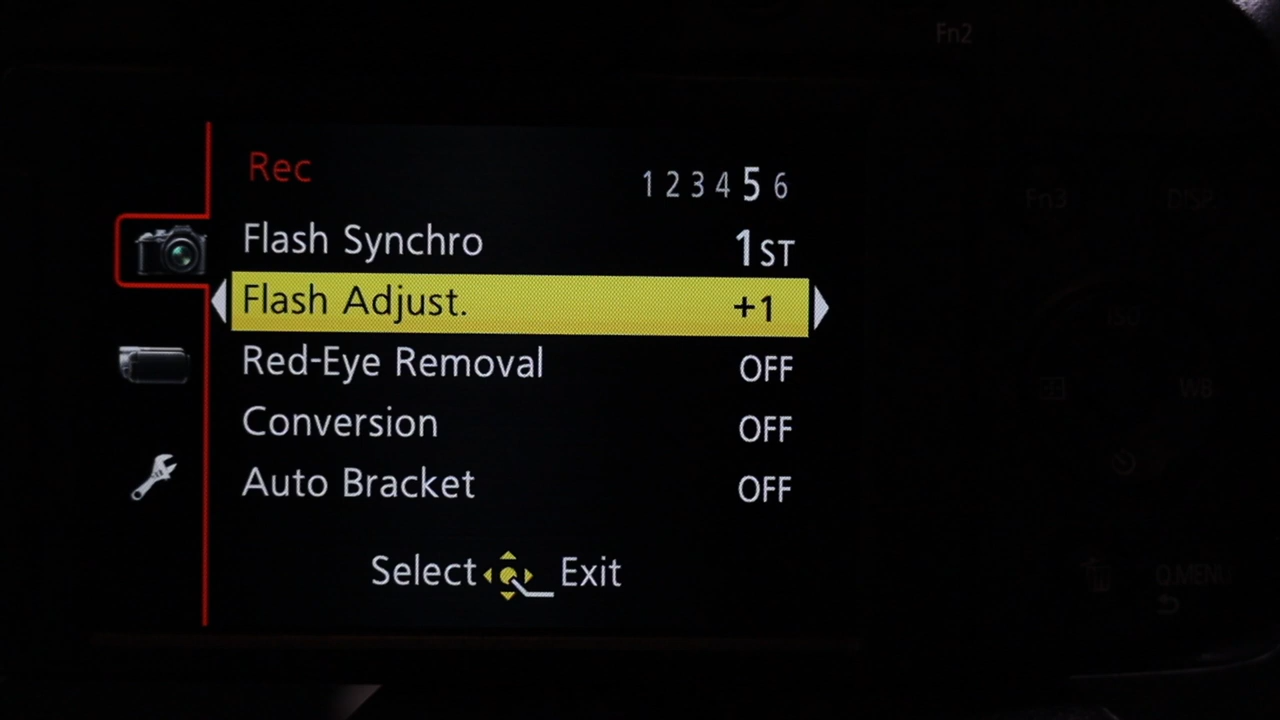 Fn2
Rec
1 2 3 4 5 6
Fn3 DISP.
Flash Synchro 1ST
Flash Adjust. +1
ISO
Red-Eye Removal OFF
WB
Conversion OFF
Auto Bracket OFF
Select Exit
Q.MENU